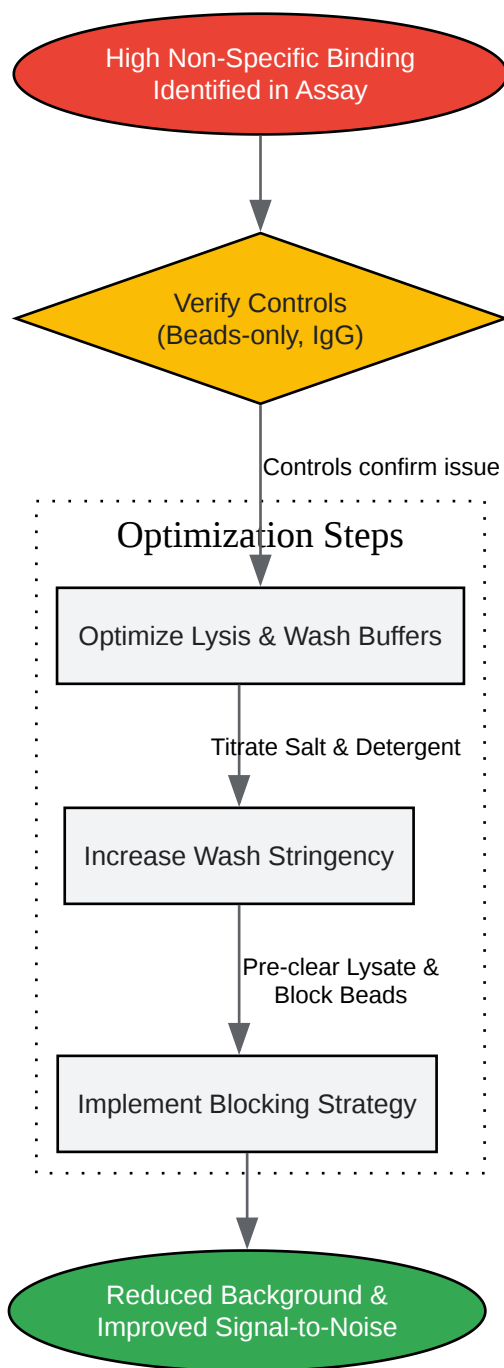 High Non-Specific Binding
Identified in Assay
Verify Controls
(Beads-only, IgG)
Controls confirm issue
Optimization Steps
Optimize Lysis & Wash Buffers
Titrate Salt & Detergent
Increase Wash Stringency
Pre-clear Lysate &
Block Beads
Implement Blocking Strategy
Reduced Background &
Improved Signal-to-Noise